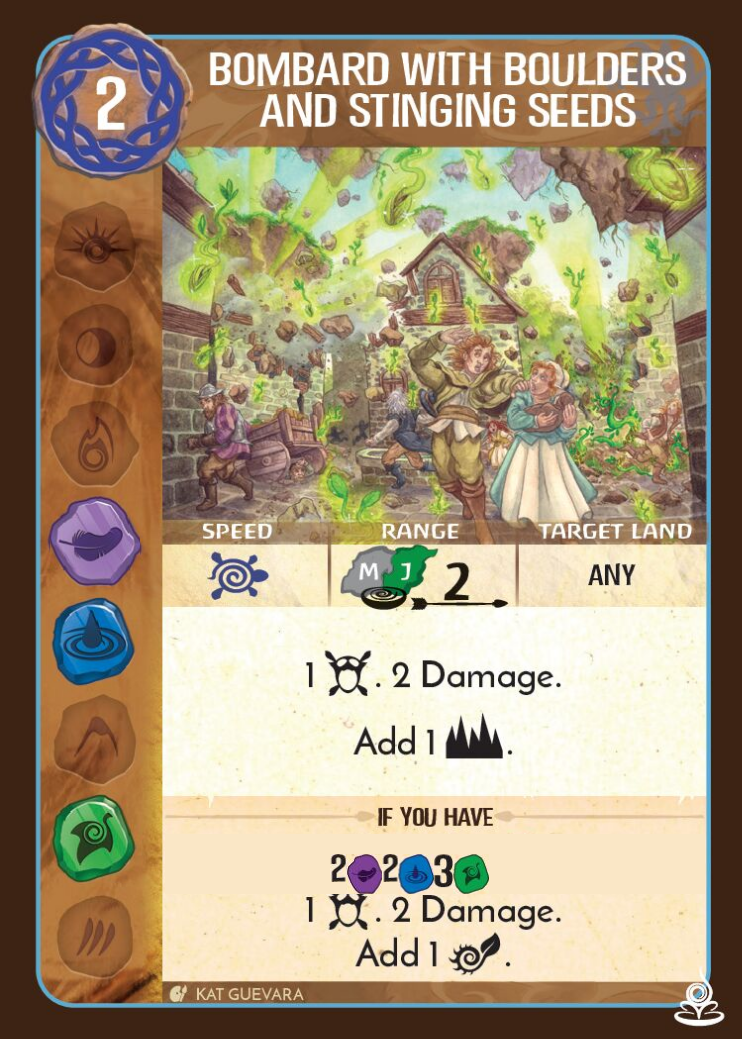 2
BOMBARD WITH BOULDERS
AND STINGING SEEDS
SPEED RANGE TARGET LAND
M J 2 ANY
1 . 2 Damage.
Add 1 .
IF YOU HAVE
2 2 3
1 . 2 Damage.
Add 1 .
KAT GUEVARA